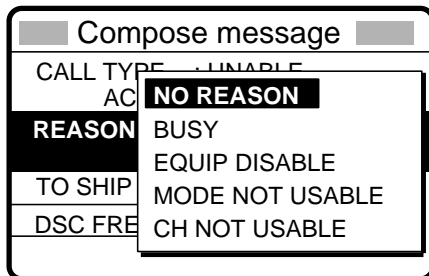 Compose message
CALL TYPE : UNABLE
AC
REASON
TO SHIP
DSC FRE
NO REASON
BUSY
EQUIP DISABLE
MODE NOT USABLE
CH NOT USABLE